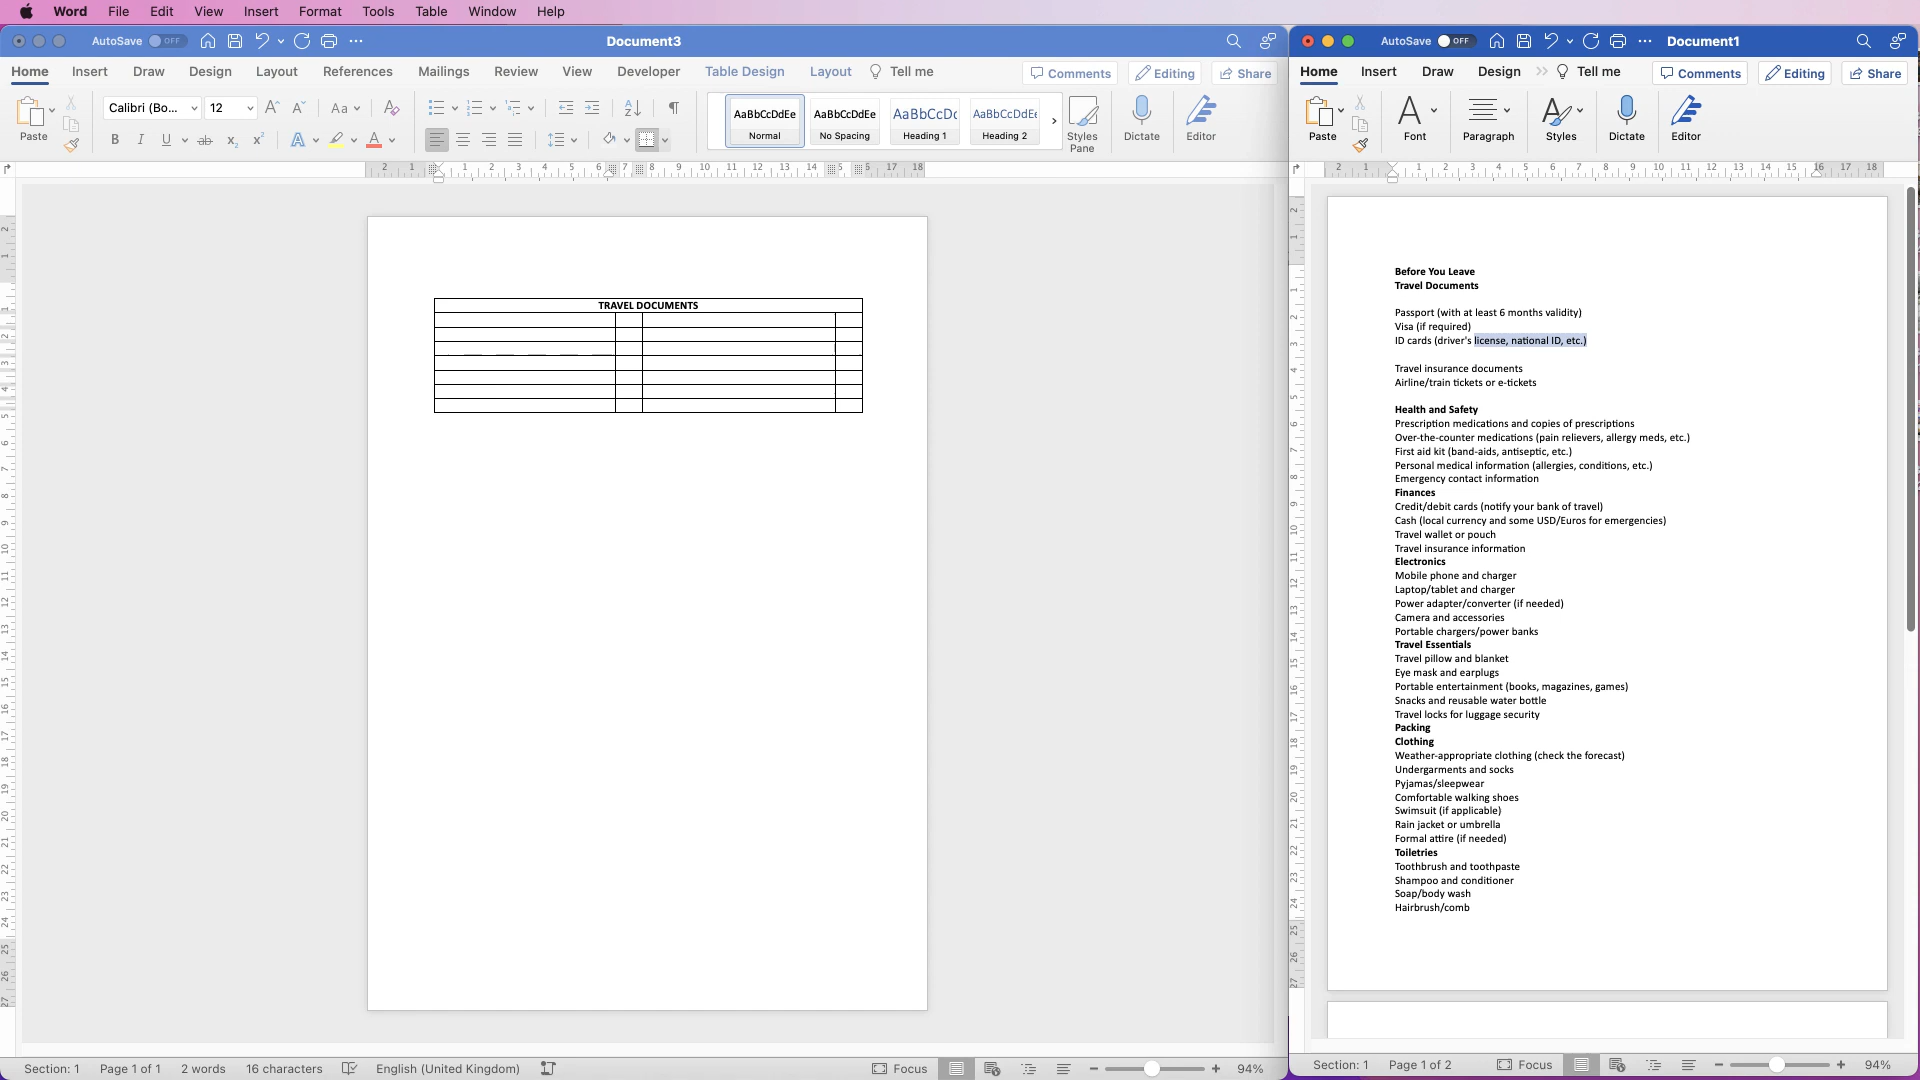 Word File Edit View Insert Format Tools Table Window Help
AutoSave OFF Document3
Home Insert Draw Design Layout References Mailings Review View Developer Table Design Layout Tell me Comments Editing Share
Paste
Calibri (Bo... 12
AaBbCcDdEe Normal
AaBbCcDdEe No Spacing
AaBbCcDc Heading 1
AaBbCcDdEe Heading 2
Styles Pane
Dictate
Editor
TRAVEL DOCUMENTS
Section: 1 Page 1 of 1 2 words 16 characters English (United Kingdom) Focus 94%
AutoSave OFF Document1
Home Insert Draw Design Tell me Comments Editing Share
Paste Font Paragraph Styles Dictate Editor
Before You Leave
Travel Documents
Passport (with at least 6 months validity)
Visa (if required)
ID cards (driver's license, national ID, etc.)
Travel insurance documents
Airline/train tickets or e-tickets
Health and Safety
Prescription medications and copies of prescriptions
Over-the-counter medications (pain relievers, allergy meds, etc.)
First aid kit (band-aids, antiseptic, etc.)
Personal medical information (allergies, conditions, etc.)
Emergency contact information
Finances
Credit/debit cards (notify your bank of travel)
Cash (local currency and some USD/Euros for emergencies)
Travel wallet or pouch
Travel insurance information
Electronics
Mobile phone and charger
Laptop/tablet and charger
Power adapter/converter (if needed)
Camera and accessories
Portable chargers/power banks
Travel Essentials
Travel pillow and blanket
Eye mask and earplugs
Portable entertainment (books, magazines, games)
Snacks and reusable water bottle
Travel locks for luggage security
Packing
Clothing
Weather-appropriate clothing (check the forecast)
Undergarments and socks
Pyjamas/sleepwear
Comfortable walking shoes
Swimsuit (if applicable)
Rain jacket or umbrella
Formal attire (if needed)
Toiletries
Toothbrush and toothpaste
Shampoo and conditioner
Soap/body wash
Hairbrush/comb
Section: 1 Page 1 of 2 Focus 94%